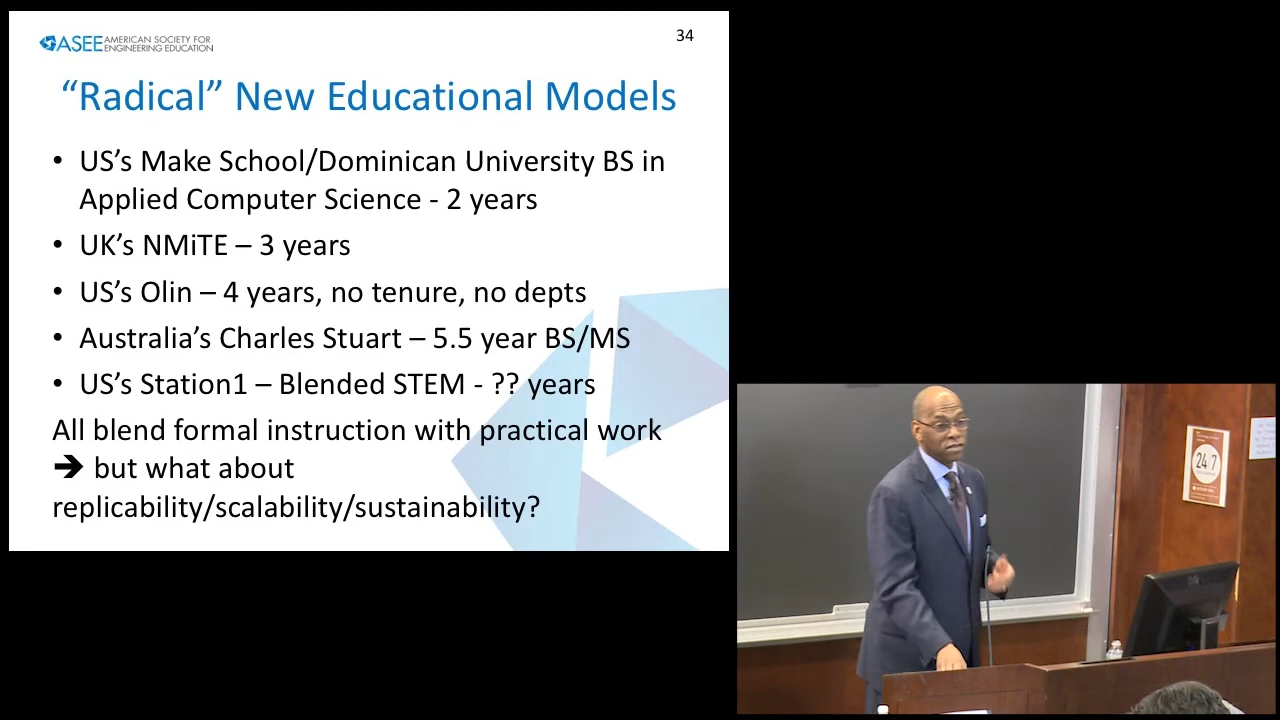 ASEE AMERICAN SOCIETY FOR
ENGINEERING EDUCATION
34
“Radical” New Educational Models
• US’s Make School/Dominican University BS in
Applied Computer Science - 2 years
• UK’s NMiTE – 3 years
• US’s Olin – 4 years, no tenure, no depts
• Australia’s Charles Stuart – 5.5 year BS/MS
• US’s Station1 – Blended STEM - ?? years
All blend formal instruction with practical work
➔ but what about
replicability/scalability/sustainability?
24 7